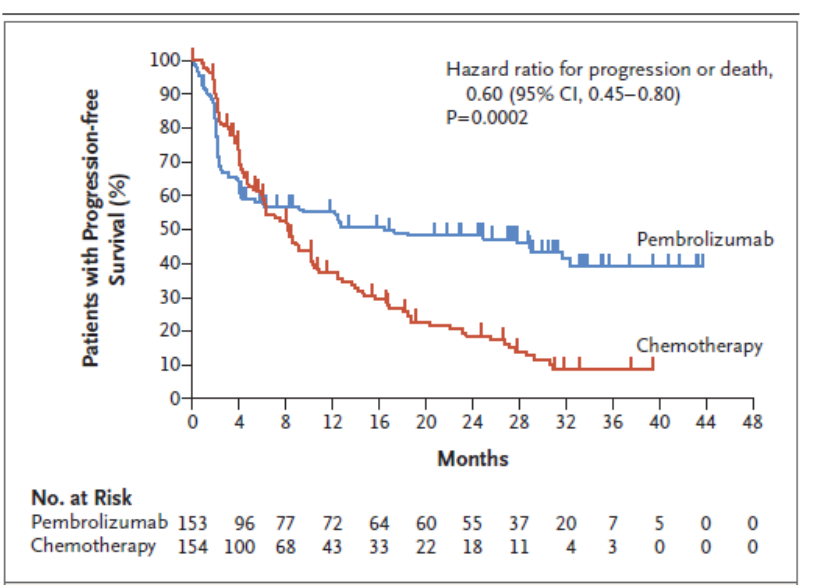 Hazard ratio for progression or death,
0.60 (95% CI, 0.45–0.80)
P=0.0002
Patients with Progression-free
Survival (%)
100
90
80
70
60
50
40
30
20
10
0
Pembrolizumab
Chemotherapy
0 4 8 12 16 20 24 28 32 36 40 44 48
Months
No. at Risk
Pembrolizumab 153 96 77 72 64 60 55 37 20 7 5 0 0
Chemotherapy 154 100 68 43 33 22 18 11 4 3 0 0 0